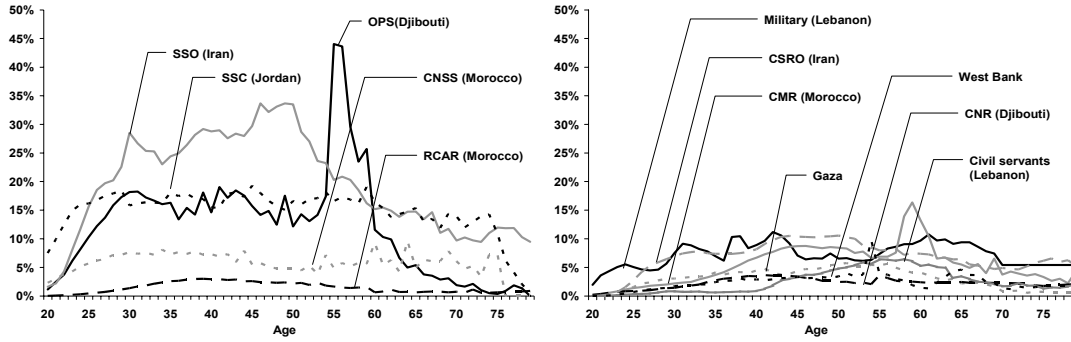 50%
45%
40%
35%
30%
25%
20%
15%
10%
5%
0%
OPS(Djibouti)
SSO (Iran)
SSC (Jordan)
CNSS (Morocco)
RCAR (Morocco)
20 25 30 35 40 45 50 55 60 65 70 75
Age
50%
45%
40%
35%
30%
25%
20%
15%
10%
5%
0%
Military (Lebanon)
CSRO (Iran)
West Bank
CMR (Morocco)
CNR (Djibouti)
Civil servants
(Lebanon)
Gaza
20 25 30 35 40 45 50 55 60 65 70 75
Age